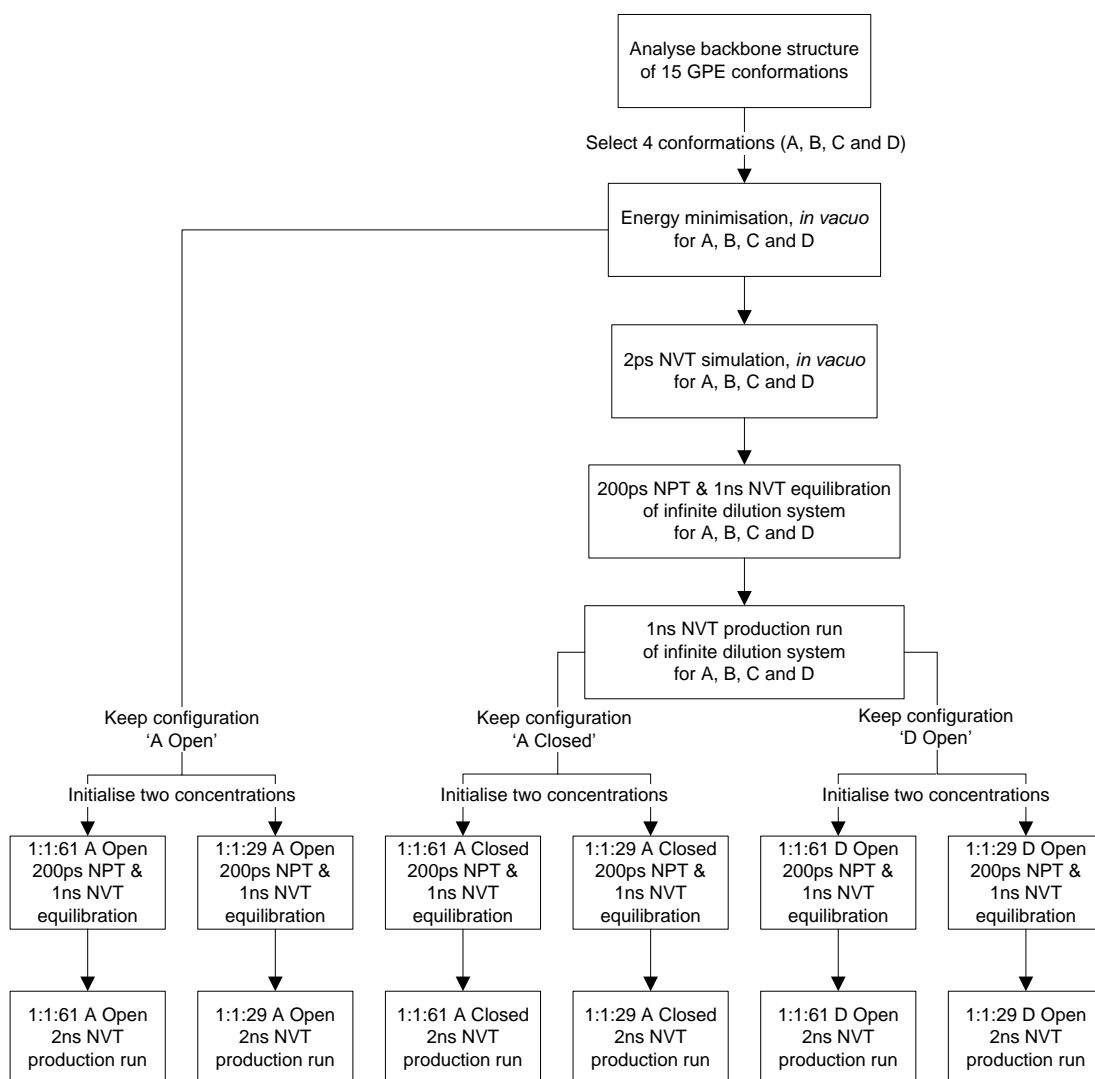 Analyse backbone structure
of 15 GPE conformations
Select 4 conformations (A, B, C and D)
Energy minimisation, in vacuo
for A, B, C and D
2ps NVT simulation, in vacuo
for A, B, C and D
200ps NPT & 1ns NVT equilibration
of infinite dilution system
for A, B, C and D
1ns NVT production run
of infinite dilution system
for A, B, C and D
Keep configuration
‘A Open’
Keep configuration
‘A Closed’
Keep configuration
‘D Open’
Initialise two concentrations
Initialise two concentrations
Initialise two concentrations
1:1:61 A Open
200ps NPT &
1ns NVT
equilibration
1:1:29 A Open
200ps NPT &
1ns NVT
equilibration
1:1:61 A Closed
200ps NPT &
1ns NVT
equilibration
1:1:29 A Closed
200ps NPT &
1ns NVT
equilibration
1:1:61 D Open
200ps NPT &
1ns NVT
equilibration
1:1:29 D Open
200ps NPT &
1ns NVT
equilibration
1:1:61 A Open
2ns NVT
production run
1:1:29 A Open
2ns NVT
production run
1:1:61 A Closed
2ns NVT
production run
1:1:29 A Closed
2ns NVT
production run
1:1:61 D Open
2ns NVT
production run
1:1:29 D Open
2ns NVT
production run